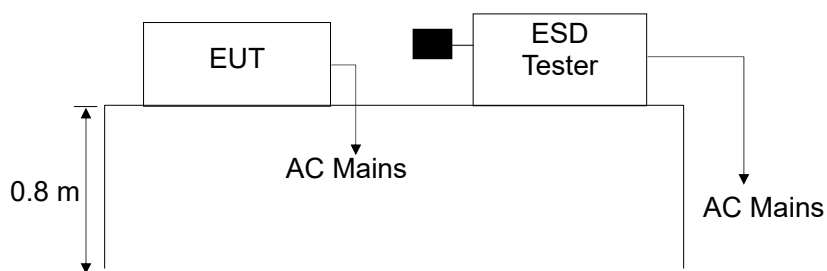 EUT
ESD
Tester
AC Mains
0.8 m
AC Mains